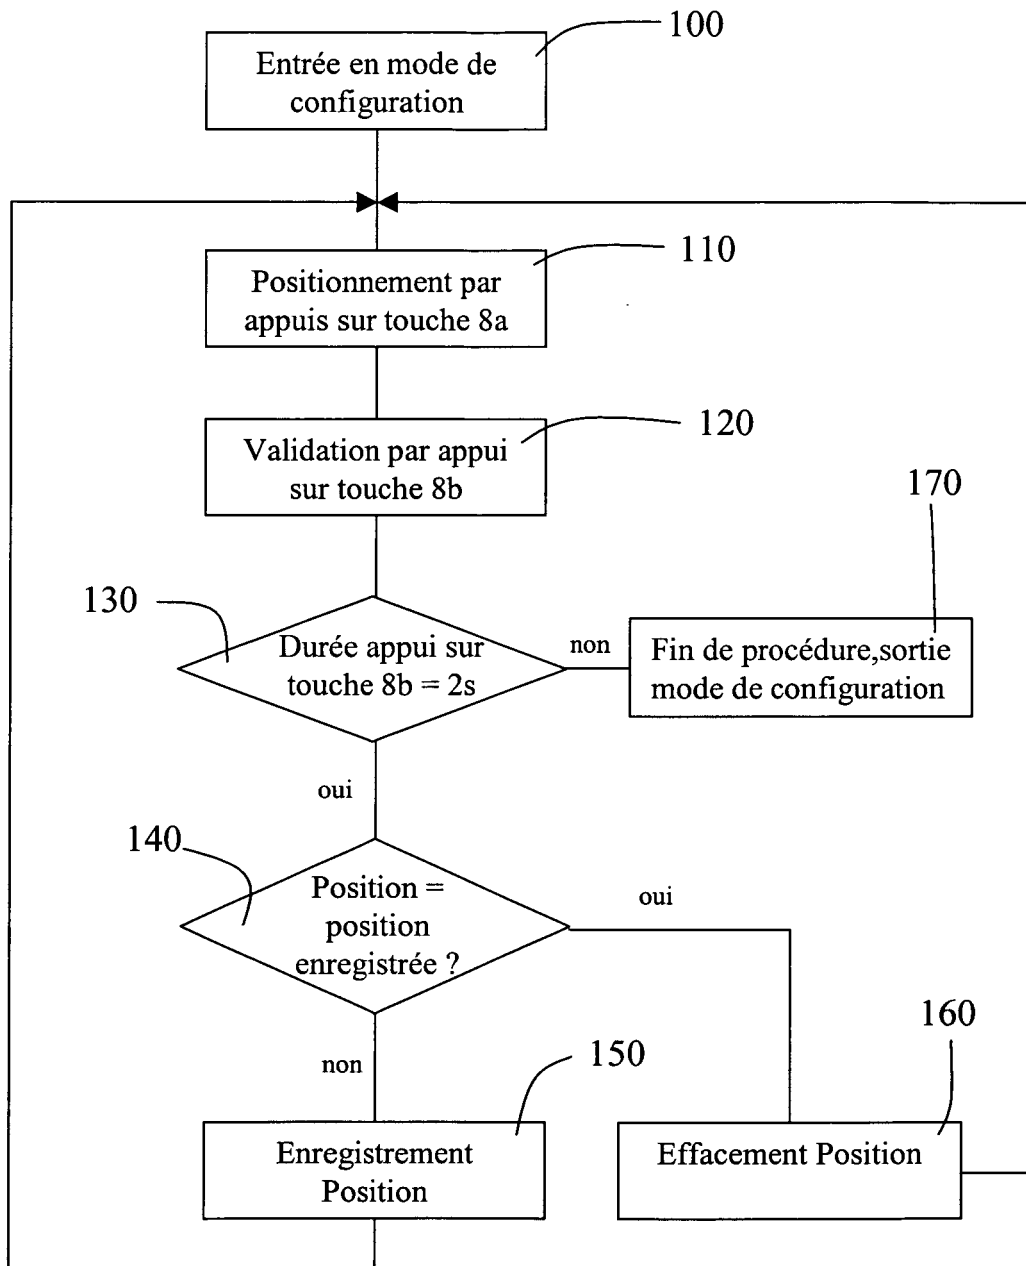 100
Entrée en mode de
configuration
110
Positionnement par
appuis sur touche 8a
120
Validation par appui
sur touche 8b
170
130
Durée appui sur
touche 8b = 2s
non
Fin de procédure,sortie
mode de configuration
oui
140
Position =
position
enregistrée ?
oui
160
non
150
Enregistrement
Position
Effacement Position